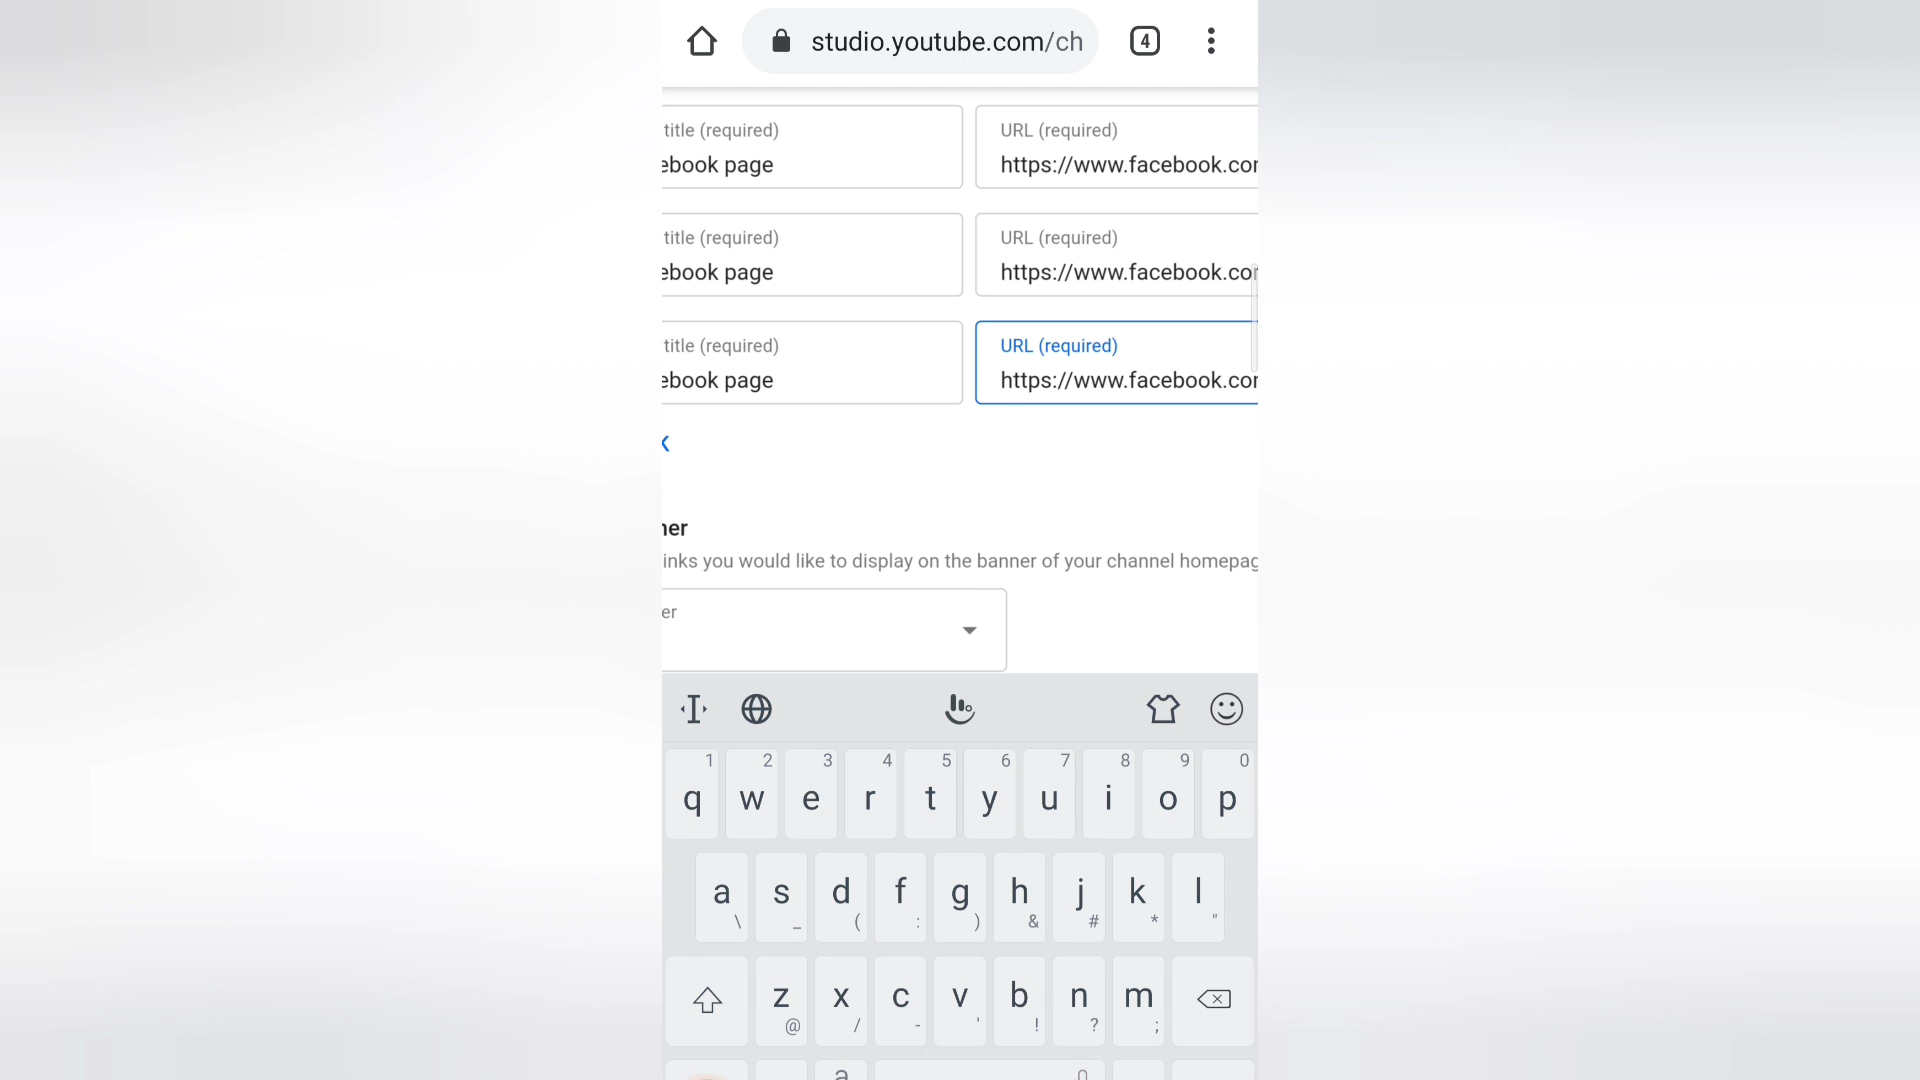 studio.youtube.com/ch
4
title (required)
URL (required)
ebook page
https://www.facebook.cor
title (required)
URL (required)
ebook page
https://www.facebook.cor
title (required)
URL (required)
ebook page
https://www.facebook.cor
k
ner
inks you would like to display on the banner of your channel homepag
er
1 2 3 4 5 6 7 8 9 0
q w e r t y u i o p
a s d f g h j k l
\ _ ( : ) & # * "
z x c v b n m
@ / - ' ! ? ;